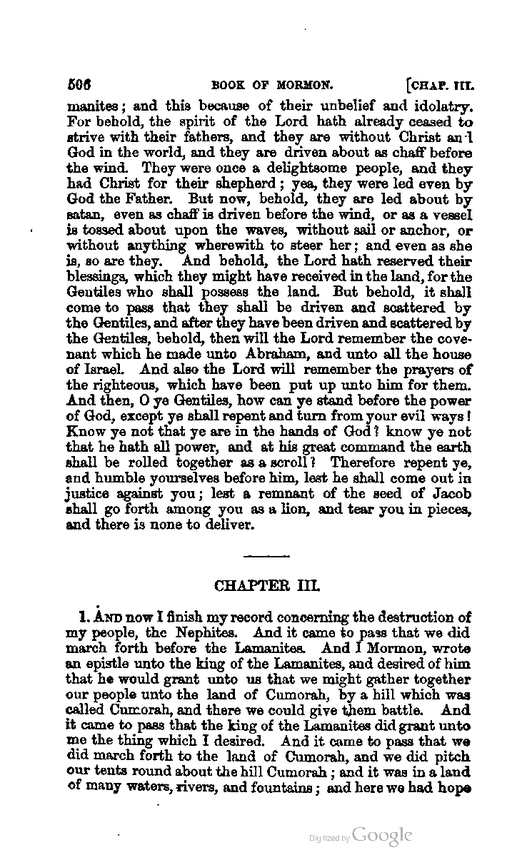 506 BOOK OF MORMON. [CHAP. III.
manites; and this because of their unbelief and idolatry.
For behold, the spirit of the Lord hath already ceased to
strive with their fathers, and they are without Christ an l
God in the world, and they are driven about as chaff before
the wind. They were once a delightsome people, and they
had Christ for their shepherd; yea, they were led even by
God the Father. But now, behold, they are led about by
satan, even as chaff is driven before the wind, or as a vessel
is tossed about upon the waves, without sail or anchor, or
without anything wherewith to steer her; and even as she
is, so are they. And behold, the Lord hath reserved their
blessings, which they might have received in the land, for the
Gentiles who shall possess the land. But behold, it shall
come to pass that they shall be driven and scattered by
the Gentiles, and after they have been driven and scattered by
the Gentiles, behold, then will the Lord remember the cove-
nant which he made unto Abraham, and unto all the house
of Israel. And also the Lord will remember the prayers of
the righteous, which have been put up unto him for them.
And then, O ye Gentiles, how can ye stand before the power
of God, except ye shall repent and turn from your evil ways!
Know ye not that ye are in the hands of God? know ye not
that he hath all power, and at his great command the earth
shall be rolled together as a scroll? Therefore repent ye,
and humble yourselves before him, lest he shall come out in
justice against you; lest a remnant of the seed of Jacob
shall go forth among you as a lion, and tear you in pieces,
and there is none to deliver.
CHAPTER III.
1. AND now I finish my record concerning the destruction of
my people, the Nephites. And it came to pass that we did
march forth before the Lamanites. And I Mormon, wrote
an epistle unto the king of the Lamanites, and desired of him
that he would grant unto us that we might gather together
our people unto the land of Cumorah, by a hill which was
called Cumorah, and there we could give them battle. And
it came to pass that the king of the Lamanites did grant unto
me the thing which I desired. And it came to pass that we
did march forth to the land of Cumorah, and we did pitch
our tents round about the hill Cumorah; and it was in a land
of many waters, rivers, and fountains; and here we had hope
Digitized by Google